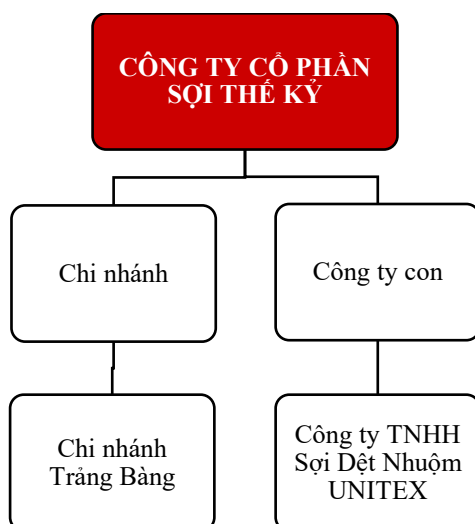 CÔNG TY CỔ PHẦN
SỢI THẾ KỶ
Chi nhánh
Công ty con
Chi nhánh
Trảng Bàng
Công ty TNHH
Sợi Dệt Nhuộm
UNITEX